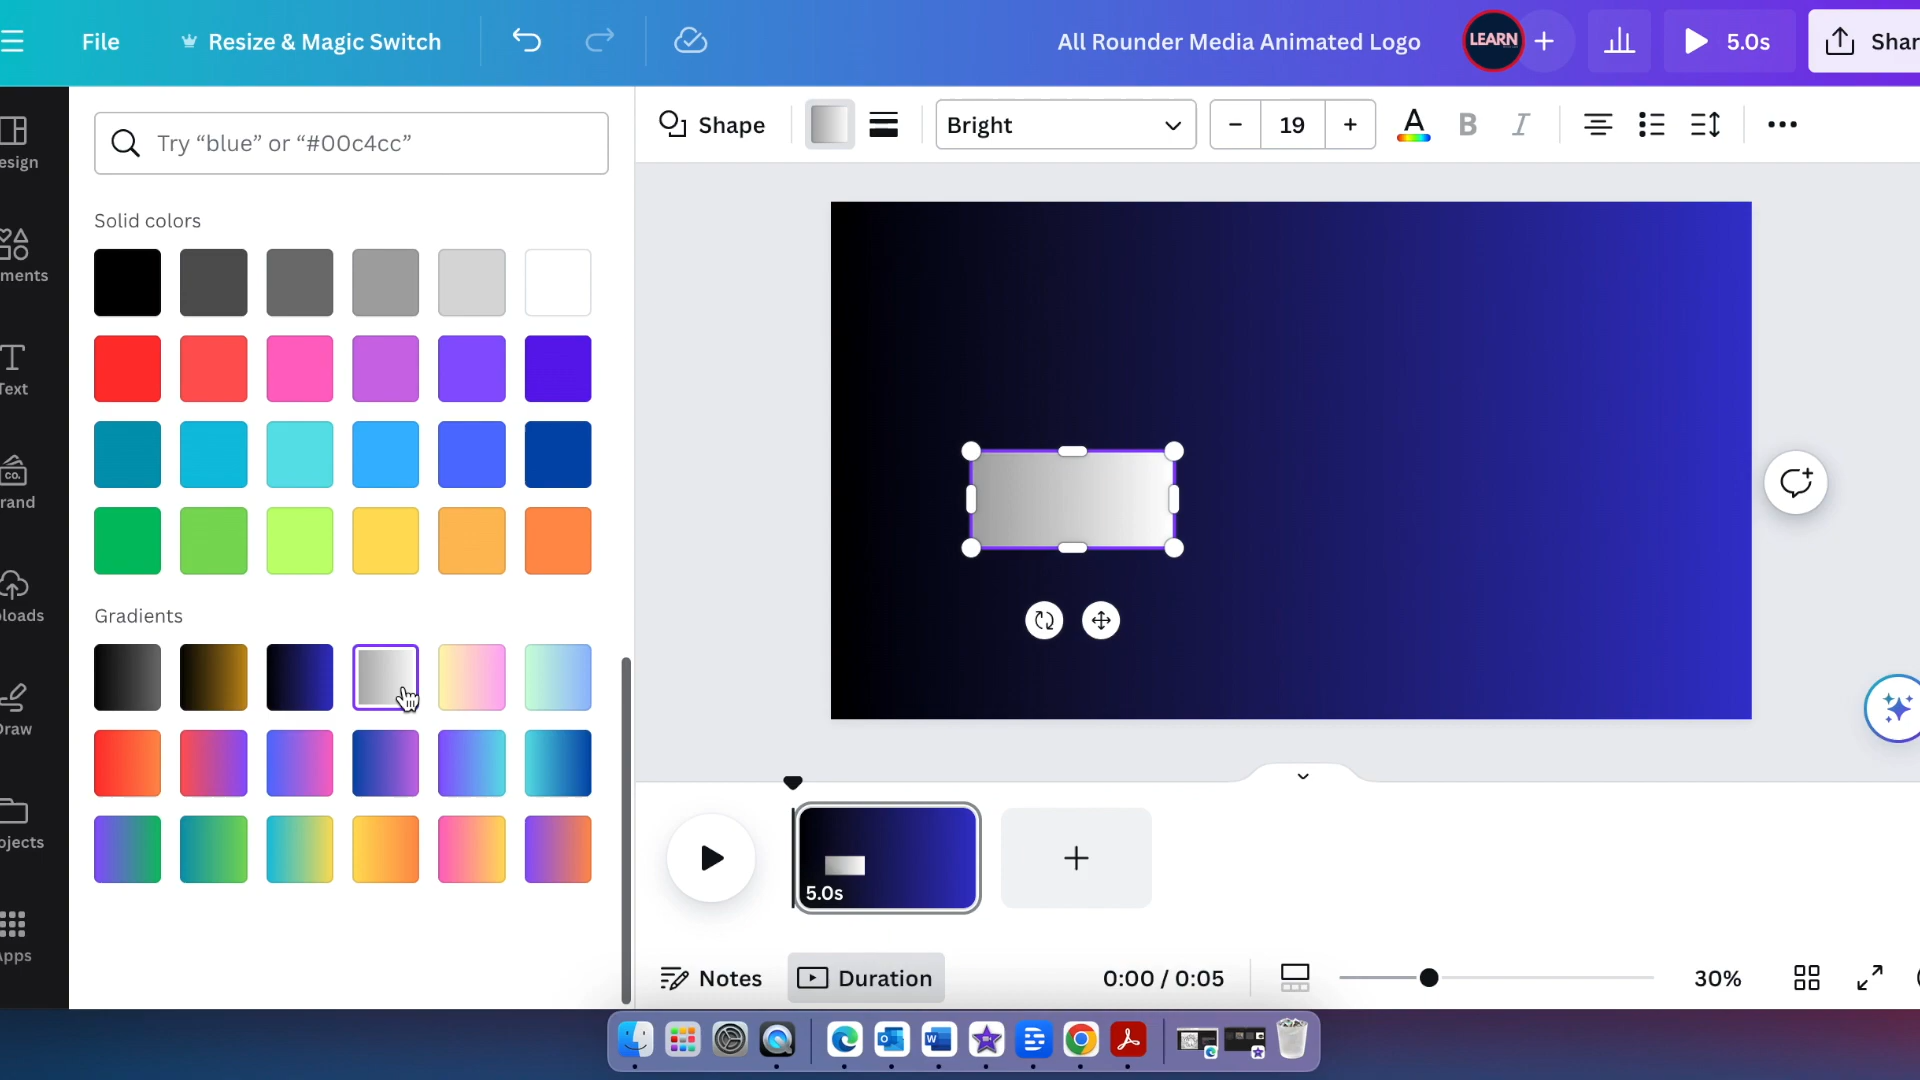 File
Resize & Magic Switch
All Rounder Media Animated Logo
LEARN
5.0s
Shar
esign
ments
Text
rand
loads
Draw
ojects
Apps
Try “blue” or “#00c4cc”
Solid colors
Gradients
Shape
Bright
19
A
B
I
CO.
5.0s
Notes
Duration
0:00 / 0:05
30%